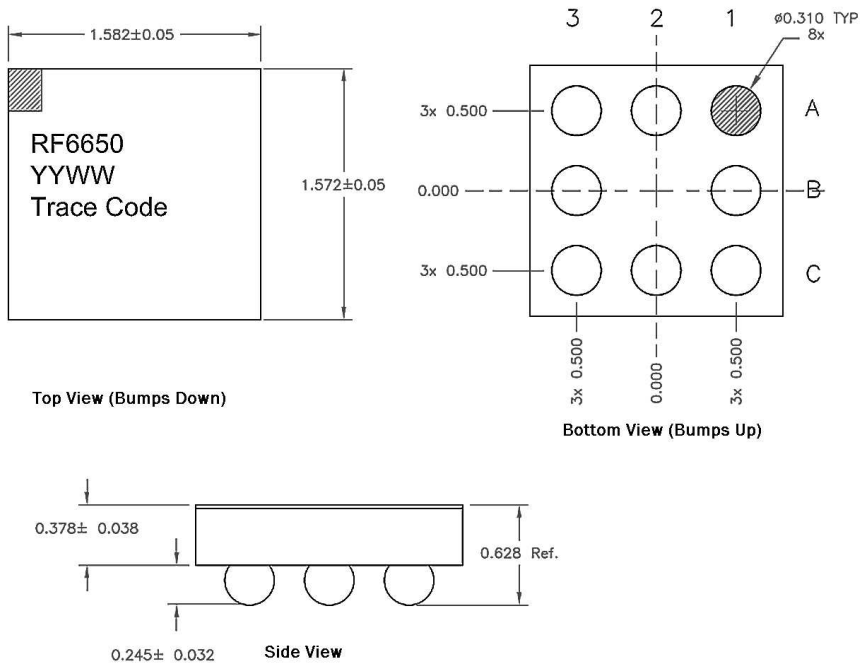 1.582±0.05
RF6650
YYWW
Trace Code
1.572±0.05
Top View (Bumps Down)
3 2 1
ø0.310 TYP
8x
3x 0.500
A
0.000
B
3x 0.500
C
3x 0.500
0.000
3x 0.500
Bottom View (Bumps Up)
0.378± 0.038
0.628 Ref.
0.245± 0.032
Side View